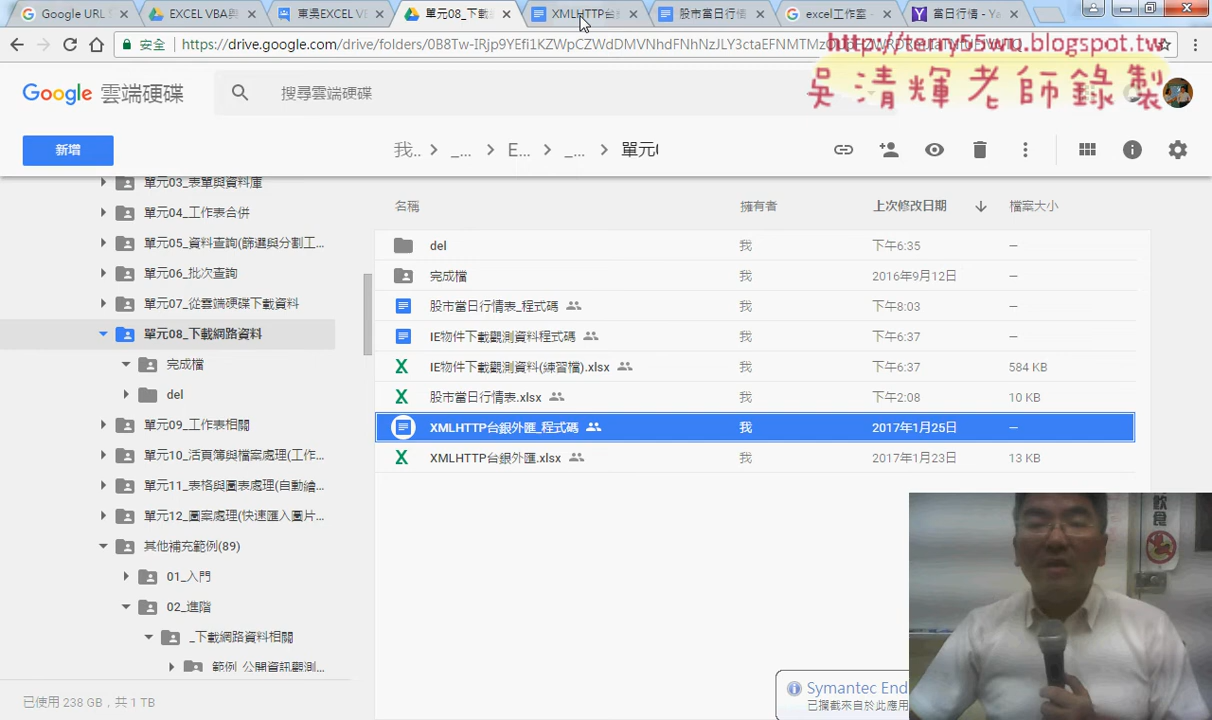 Google URL
EXCEL VBA與
東吳EXCEL V
單元08_下載
XMLHTTP台
股市當日行情
excel工作室
當日行情 - Ya
安全
http://terry55wu.blogspot.tw
吳清輝老師錄製
Google 雲端硬碟
搜尋雲端硬碟
新增
我.. > _... > E... > _... > 單元
名稱 擁有者 上次修改日期 檔案大小
單元03_表單與資料庫
單元04_工作表合併
單元05_資料查詢(篩選與分割工...
單元06_批次查詢
單元07_從雲端硬碟下載資料
單元08_下載網路資料
完成檔
del
單元09_工作表相關
單元10_活頁簿與檔案處理(工作...
單元11_表格與圖表處理(自動繪...
單元12_圖案處理(快速匯入圖片...
其他補充範例(89)
01_入門
02_進階
_下載網路資料相關
範例 公開資訊觀測...
已使用 238 GB，共 1 TB
del 我 下午6:35 –
完成檔 我 2016年9月12日 –
股市當日行情表_程式碼 我 下午8:03 –
IE物件下載觀測資料程式碼 我 下午6:37 –
IE物件下載觀測資料(練習檔).xlsx 我 下午6:37 584 KB
股市當日行情表.xlsx 我 下午2:08 10 KB
XMLHTTP台銀外匯_程式碼 我 2017年1月25日 –
XMLHTTP台銀外匯.xlsx 我 2017年1月23日 13 KB
Symantec End
已攔截來自於此應用
飲食